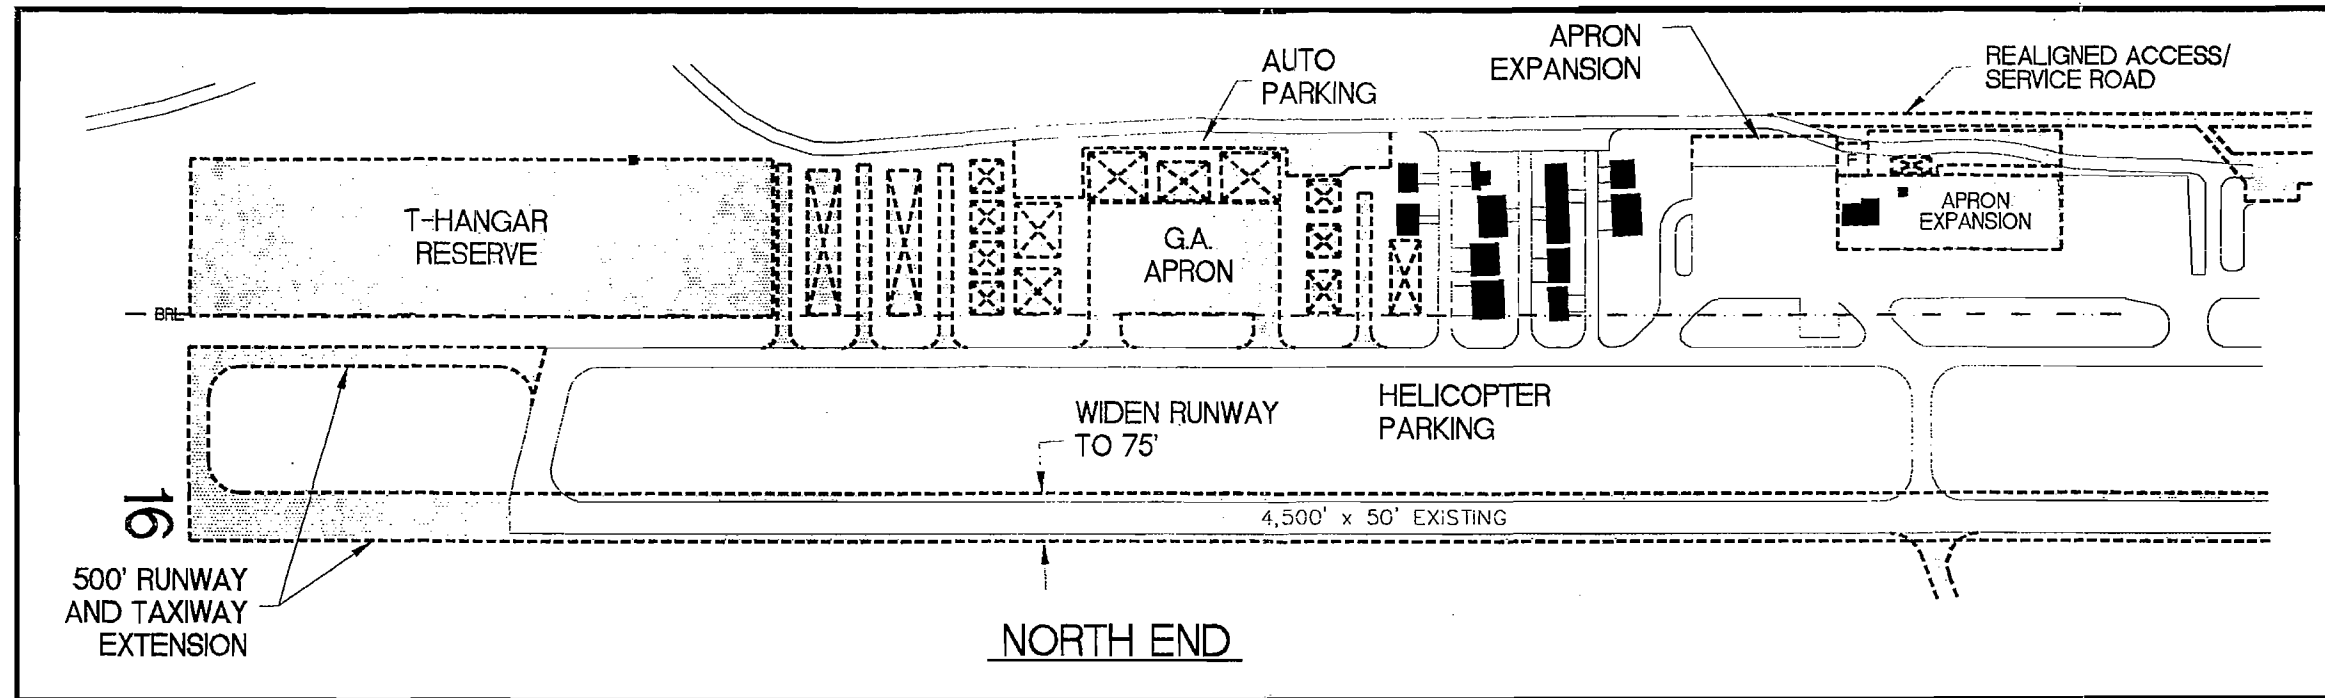 APRON
EXPANSION
AUTO
PARKING
REALIGNED ACCESS/
SERVICE ROAD
F
T-HANGAR
RESERVE
G.A.
APRON
APRON
EXPANSION
BRL
HELICOPTER
PARKING
WIDEN RUNWAY
TO 75'
16
4,500' x 50' EXISTING
500' RUNWAY
AND TAXIWAY
EXTENSION
NORTH END